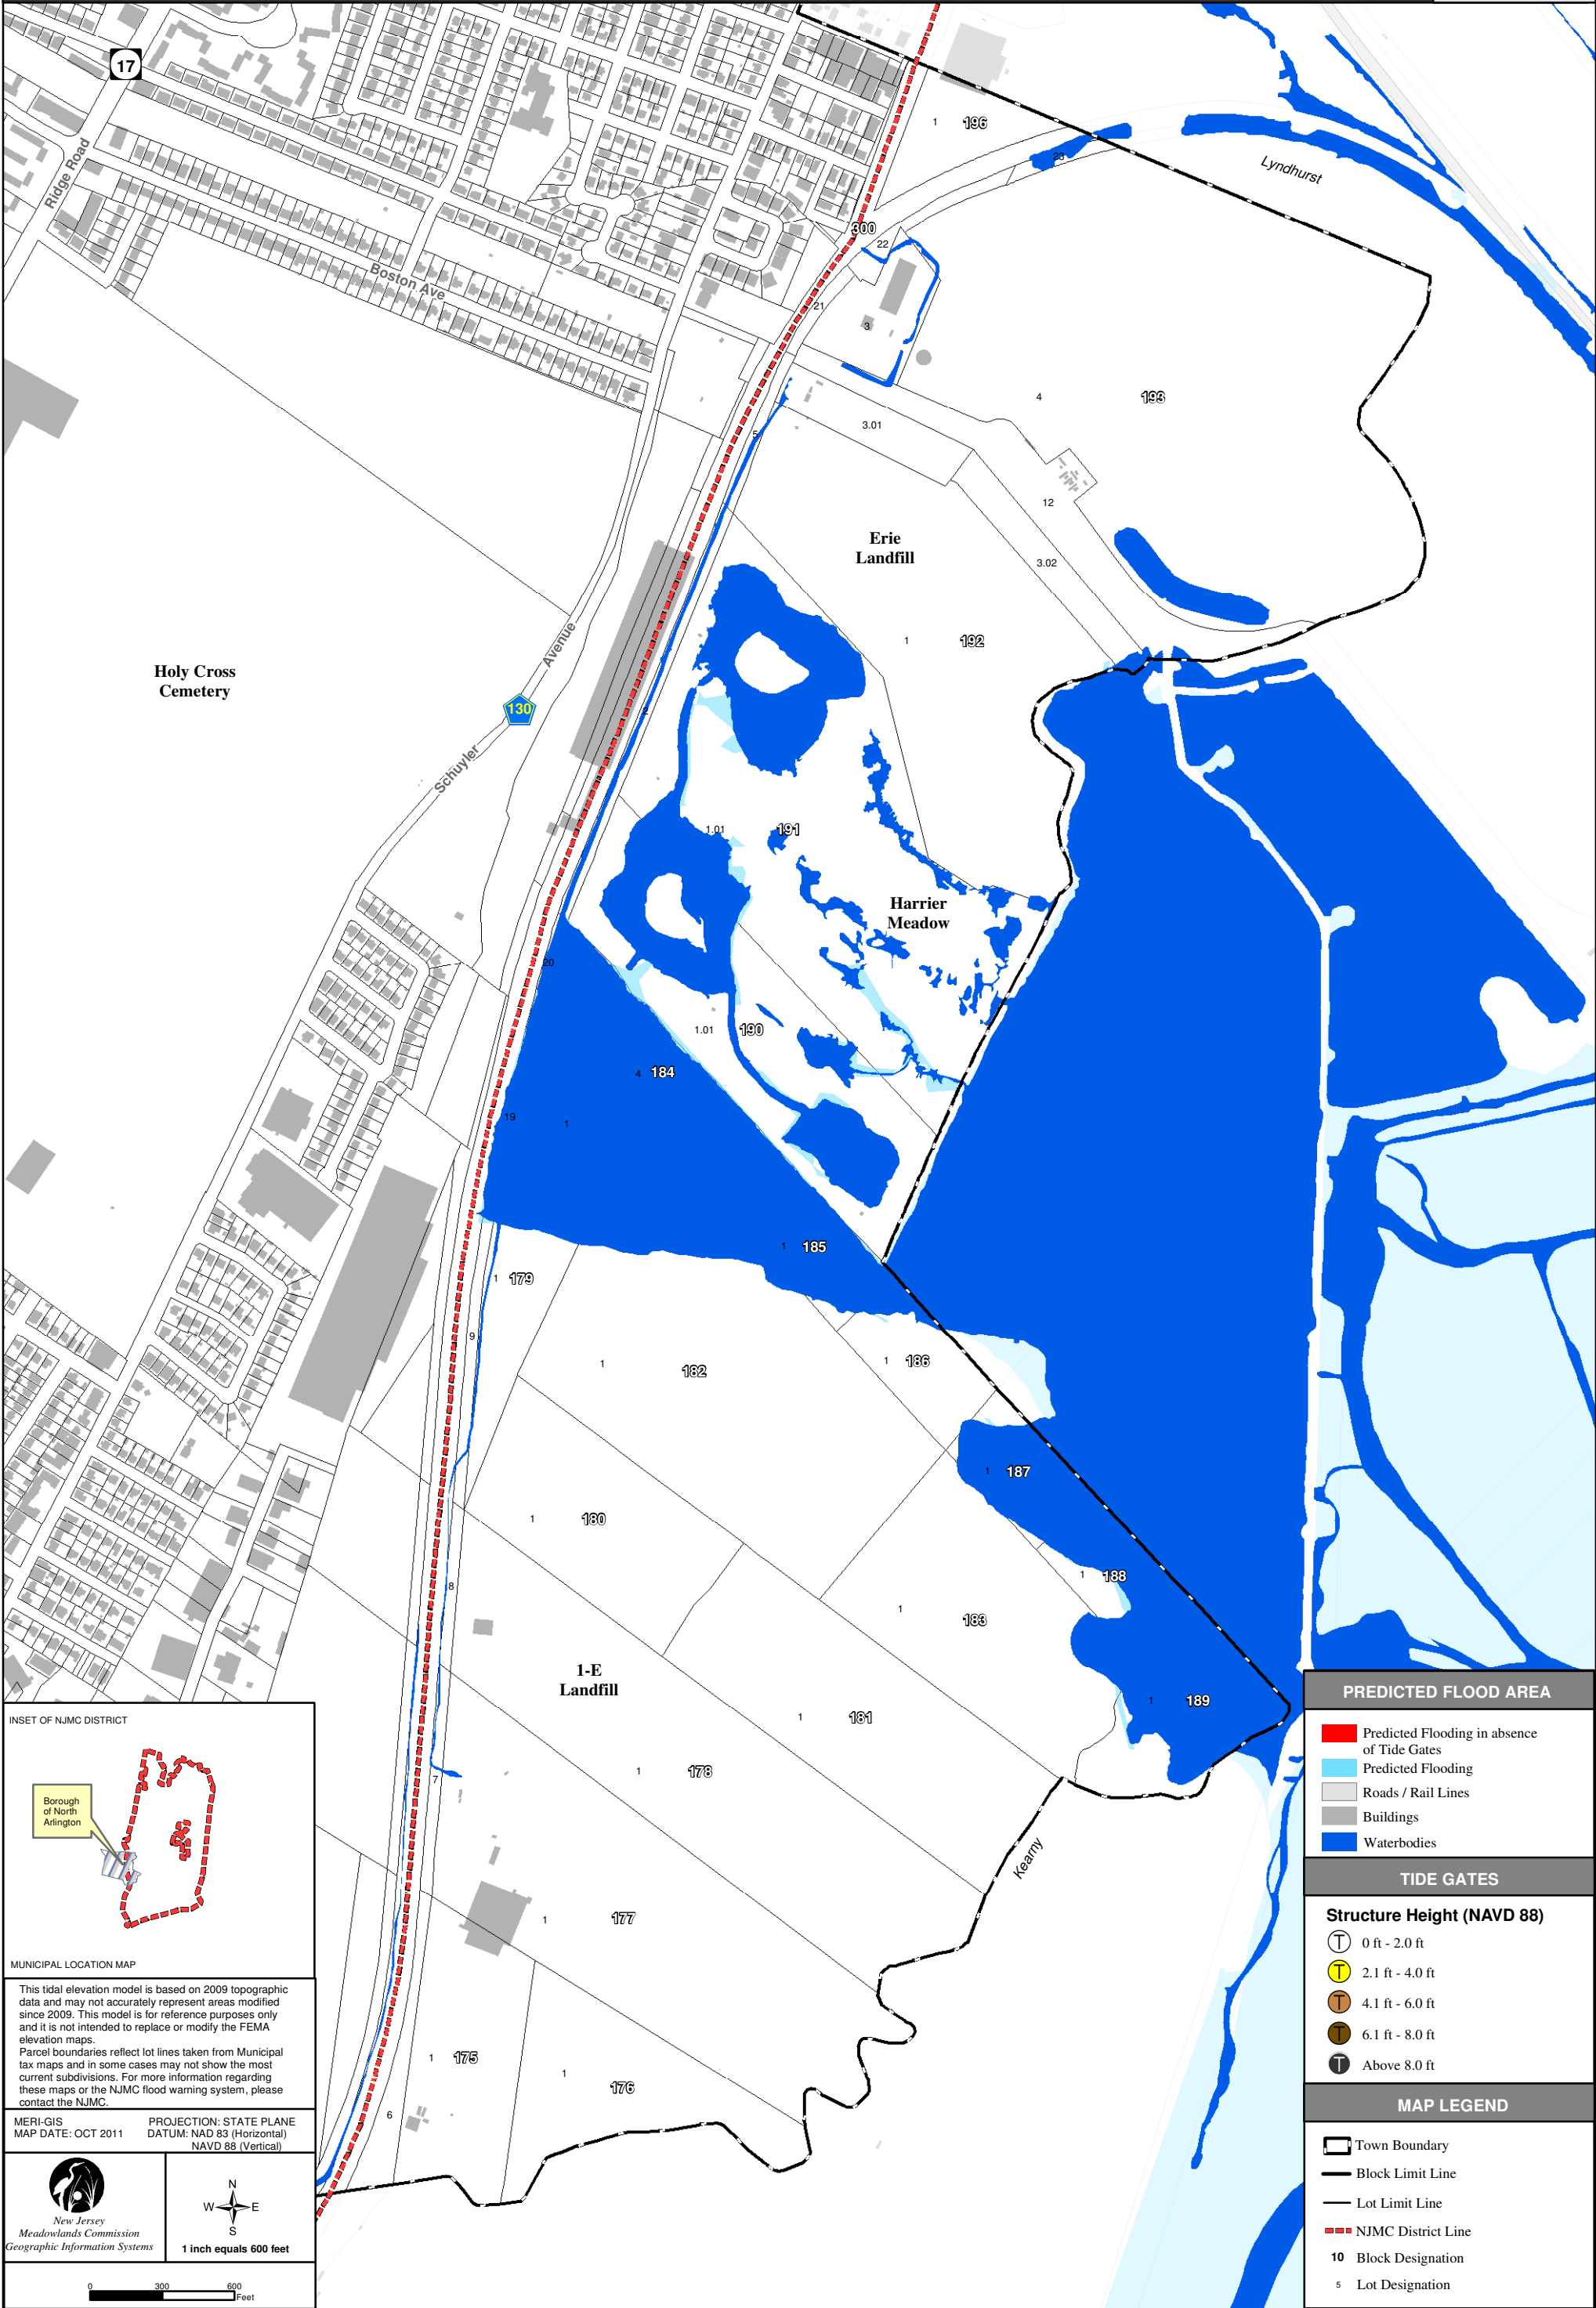 17
Ridge Road
Boston Ave
1 196
23
Lyndhurst
300
22
21
3
4 193
3.01
5
12
Erie
Landfill
3.02
1 192
Holy Cross
Cemetery
Avenue
130
Schuyler
2
1.01 191
Harrier
Meadow
20
1.01 190
4 184
19
1
1 185
1 179
9
1 182
1 186
1 187
1 180
8
1 188
1 183
1-E
Landfill
1 189
1 181
7
1 178
Kearny
1 177
1 175
1 176
6
INSET OF NJMC DISTRICT
Borough
of North
Arlington
MUNICIPAL LOCATION MAP
This tidal elevation model is based on 2009 topographic
data and may not accurately represent areas modified
since 2009. This model is for reference purposes only
and it is not intended to replace or modify the FEMA
elevation maps.
Parcel boundaries reflect lot lines taken from Municipal
tax maps and in some cases may not show the most
current subdivisions. For more information regarding
these maps or the NJMC flood warning system, please
contact the NJMC.
MERI-GIS
MAP DATE: OCT 2011
PROJECTION: STATE PLANE
DATUM: NAD 83 (Horizontal)
NAVD 88 (Vertical)
New Jersey
Meadowlands Commission
Geographic Information Systems
N
W E
S
1 inch equals 600 feet
0 300 600
Feet
PREDICTED FLOOD AREA
Predicted Flooding in absence
of Tide Gates
Predicted Flooding
Roads / Rail Lines
Buildings
Waterbodies
TIDE GATES
Structure Height (NAVD 88)
T 0 ft - 2.0 ft
T 2.1 ft - 4.0 ft
T 4.1 ft - 6.0 ft
T 6.1 ft - 8.0 ft
T Above 8.0 ft
MAP LEGEND
Town Boundary
Block Limit Line
Lot Limit Line
NJMC District Line
10 Block Designation
5 Lot Designation